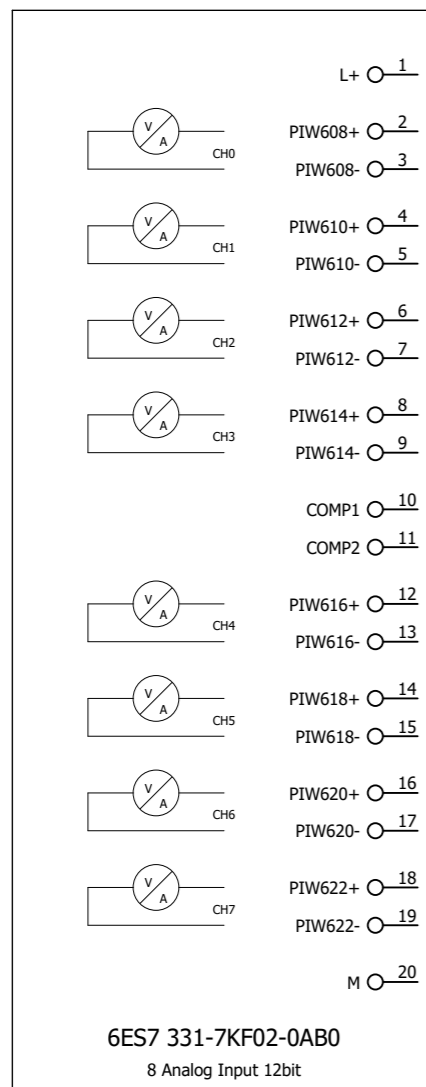 L+ 1
V A CH0 PIW608+ 2
PIW608- 3
V A CH1 PIW610+ 4
PIW610- 5
V A CH2 PIW612+ 6
PIW612- 7
V A CH3 PIW614+ 8
PIW614- 9
COMP1 10
COMP2 11
V A CH4 PIW616+ 12
PIW616- 13
V A CH5 PIW618+ 14
PIW618- 15
V A CH6 PIW620+ 16
PIW620- 17
V A CH7 PIW622+ 18
PIW622- 19
M 20
6ES7 331-7KF02-0AB0
8 Analog Input 12bit